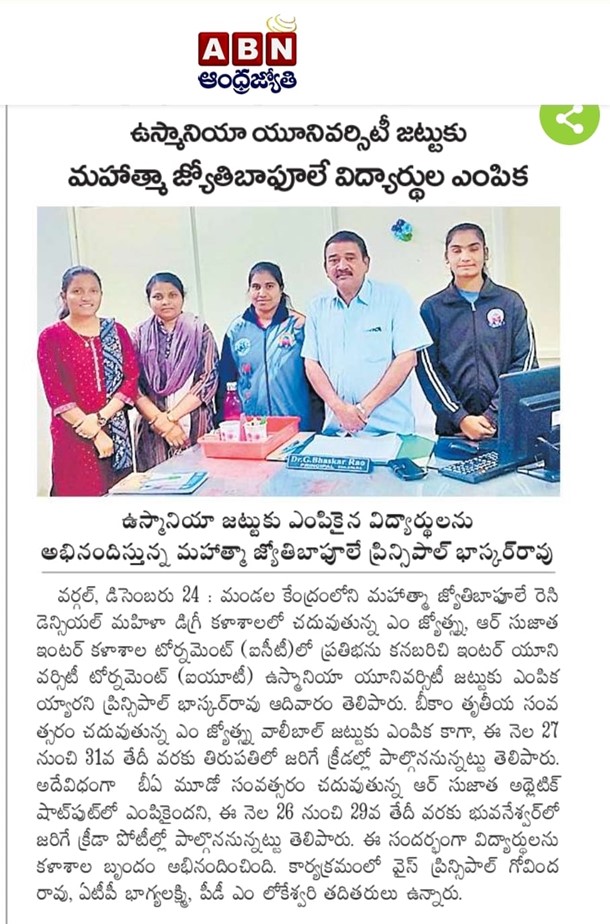 ABN
ఆంధ్రజ్యోతి
ఉస్మానియా యూనివర్సిటీ జట్టుకు
మహాత్మా జ్యోతిబాఫూలే విద్యార్థుల ఎంపిక
Dr.G.Bhaskar Rao
PRINCIPAL
ఉస్మానియా జట్టుకు ఎంపికైన విద్యార్థులను
అభినందిస్తున్న మహాత్మా జ్యోతిబాఫూలే ప్రిన్సిపాల్ భాస్కర్‌రావు
వర్గల్, డిసెంబరు 24 : మండల కేంద్రంలోని మహాత్మా జ్యోతిబాఫూలే రెసి
డెన్సియల్ మహిళా డిగ్రీ కళాశాలలో చదువుతున్న ఎం జ్యోత్స్న, ఆర్ సుజాత
ఇంటర్ కళాశాల టోర్నమెంట్ (ఐసీటీ)లో ప్రతిభను కనబరిచి ఇంటర్ యూని
వర్సిటీ టోర్నమెంట్ (ఐయూటీ) ఉస్మానియా యూనివర్సిటీ జట్టుకు ఎంపిక
య్యారని ప్రిన్సిపాల్ భాస్కర్‌రావు ఆదివారం తెలిపారు. బీకాం తృతీయ సంవ
త్సరం చదువుతున్న ఎం జ్యోత్స్న వాలీబాల్ జట్టుకు ఎంపిక కాగా, ఈ నెల 27
నుంచి 31వ తేదీ వరకు తిరుపతిలో జరిగే క్రీడల్లో పాల్గొననున్నట్టు తెలిపారు.
అదేవిధంగా బీఏ మూడో సంవత్సరం చదువుతున్న ఆర్ సుజాత అథ్లెటిక్
షాట్‌ఫుట్‌లో ఎంపికైందని, ఈ నెల 26 నుంచి 29వ తేదీ వరకు భువనేశ్వర్‌లో
జరిగే క్రీడా పోటీల్లో పాల్గొననున్నట్టు తెలిపారు. ఈ సందర్భంగా విద్యార్థులను
కళాశాల బృందం అభినందించింది. కార్యక్రమంలో వైస్ ప్రిన్సిపాల్ గోవింద
రావు, ఏటీపీ భాగ్యలక్ష్మి, పీడీ ఎం లోకేశ్వరి తదితరులు ఉన్నారు.